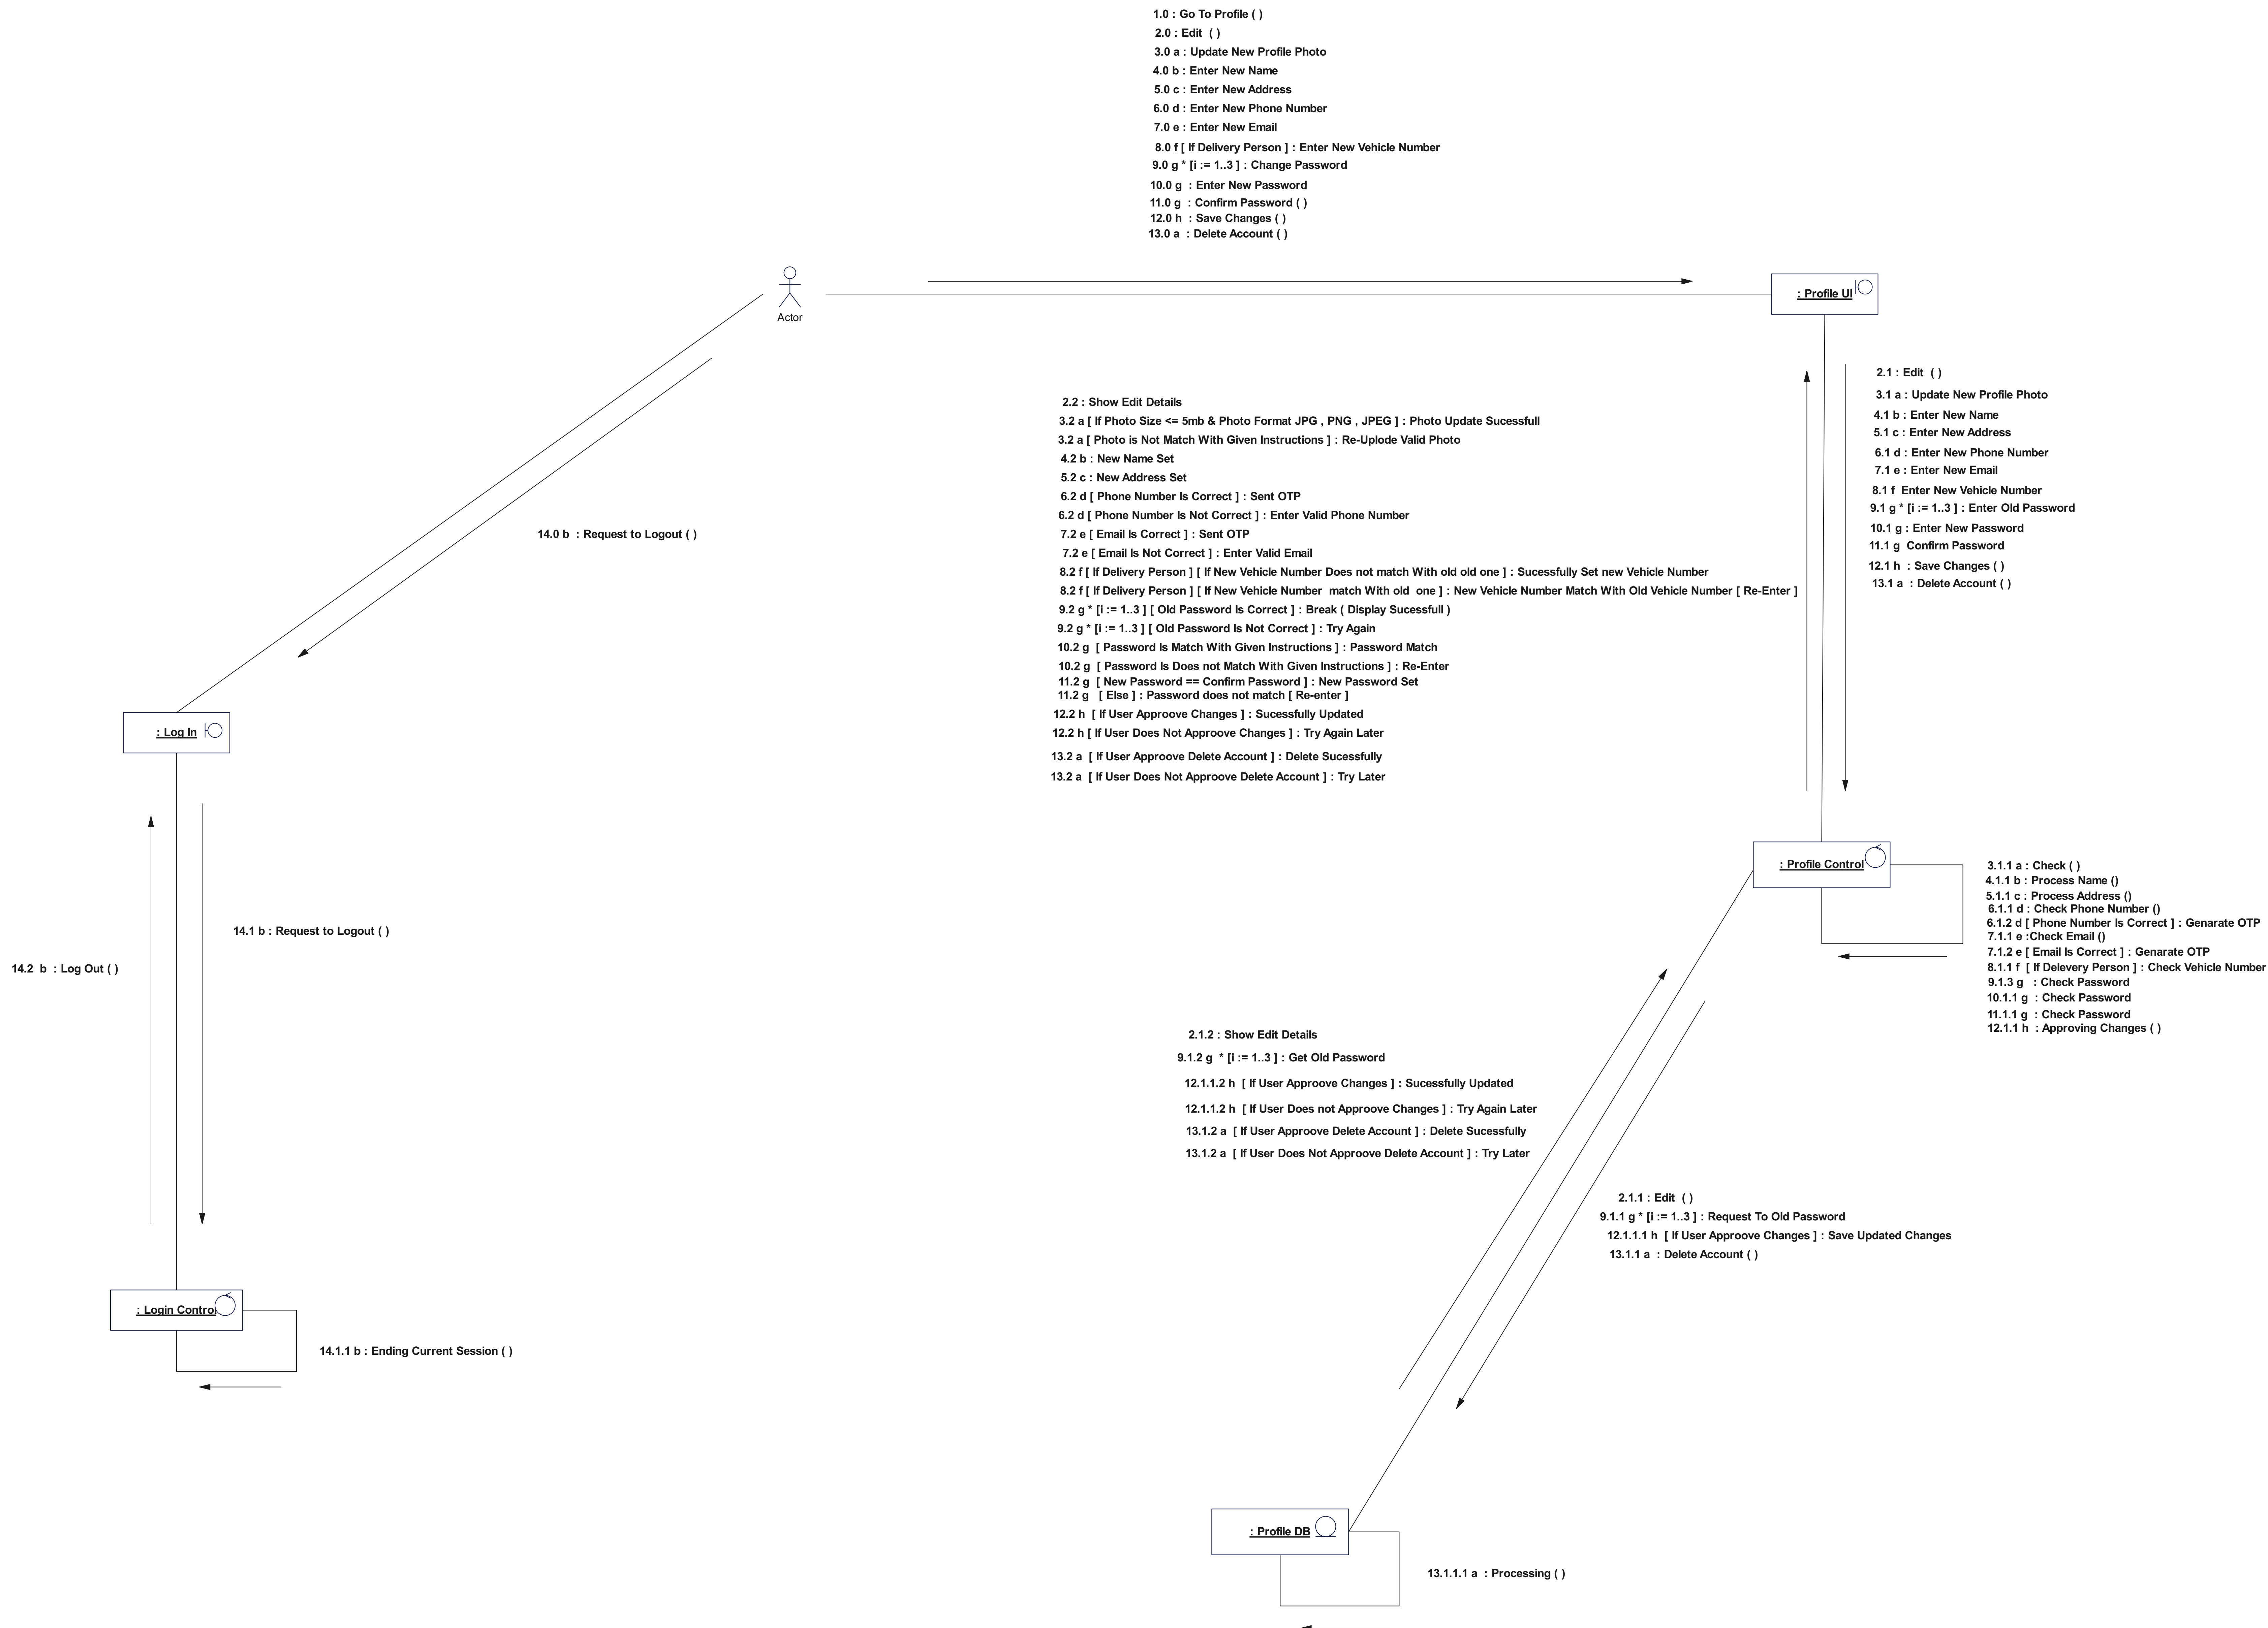 1.0 : Go To Profile ( )
2.0 : Edit  ( )
3.0 a : Update New Profile Photo
4.0 b : Enter New Name
5.0 c : Enter New Address
6.0 d : Enter New Phone Number
7.0 e : Enter New Email
8.0 f [ If Delivery Person ] : Enter New Vehicle Number
9.0 g * [i := 1..3 ] : Change Password
10.0 g  : Enter New Password
11.0 g  : Confirm Password ( )
12.0 h  : Save Changes ( )
13.0 a  : Delete Account ( )
Actor
: Profile UI
2.1 : Edit  ( )
3.1 a : Update New Profile Photo
4.1 b : Enter New Name
5.1 c : Enter New Address
6.1 d : Enter New Phone Number
7.1 e : Enter New Email
8.1 f  Enter New Vehicle Number
9.1 g * [i := 1..3 ] : Enter Old Password
10.1 g : Enter New Password
11.1 g  Confirm Password
12.1 h  : Save Changes ( )
13.1 a  : Delete Account ( )
2.2 : Show Edit Details
3.2 a [ If Photo Size <= 5mb & Photo Format JPG , PNG , JPEG ] : Photo Update Sucessfull
3.2 a [ Photo is Not Match With Given Instructions ] : Re-Uplode Valid Photo
4.2 b : New Name Set
5.2 c : New Address Set
6.2 d [ Phone Number Is Correct ] : Sent OTP
6.2 d [ Phone Number Is Not Correct ] : Enter Valid Phone Number
7.2 e [ Email Is Correct ] : Sent OTP
7.2 e [ Email Is Not Correct ] : Enter Valid Email
8.2 f [ If Delivery Person ] [ If New Vehicle Number Does not match With old old one ] : Sucessfully Set new Vehicle Number
8.2 f [ If Delivery Person ] [ If New Vehicle Number  match With old  one ] : New Vehicle Number Match With Old Vehicle Number [ Re-Enter ]
9.2 g * [i := 1..3 ] [ Old Password Is Correct ] : Break ( Display Sucessfull )
9.2 g * [i := 1..3 ] [ Old Password Is Not Correct ] : Try Again
10.2 g  [ Password Is Match With Given Instructions ] : Password Match
10.2 g  [ Password Is Does not Match With Given Instructions ] : Re-Enter
11.2 g  [ New Password == Confirm Password ] : New Password Set
11.2 g   [ Else ] : Password does not match [ Re-enter ]
12.2 h  [ If User Approove Changes ] : Sucessfully Updated
12.2 h [ If User Does Not Approove Changes ] : Try Again Later
13.2 a  [ If User Approove Delete Account ] : Delete Sucessfully
13.2 a  [ If User Does Not Approove Delete Account ] : Try Later
14.0 b  : Request to Logout ( )
: Log In
14.1 b : Request to Logout ( )
14.2  b  : Log Out ( )
: Profile Control
3.1.1 a : Check ( )
4.1.1 b : Process Name ()
5.1.1 c : Process Address ()
6.1.1 d : Check Phone Number ()
6.1.2 d [ Phone Number Is Correct ] : Genarate OTP
7.1.1 e :Check Email ()
7.1.2 e [ Email Is Correct ] : Genarate OTP
8.1.1 f  [ If Delevery Person ] : Check Vehicle Number
9.1.3 g   : Check Password
10.1.1 g  : Check Password
11.1.1 g  : Check Password
12.1.1 h  : Approving Changes ( )
2.1.2 : Show Edit Details
9.1.2 g  * [i := 1..3 ] : Get Old Password
12.1.1.2 h  [ If User Approove Changes ] : Sucessfully Updated
12.1.1.2 h  [ If User Does not Approove Changes ] : Try Again Later
13.1.2 a  [ If User Approove Delete Account ] : Delete Sucessfully
13.1.2 a  [ If User Does Not Approove Delete Account ] : Try Later
2.1.1 : Edit  ( )
9.1.1 g * [i := 1..3 ] : Request To Old Password
12.1.1.1 h  [ If User Approove Changes ] : Save Updated Changes
13.1.1 a  : Delete Account ( )
: Login Control
14.1.1 b : Ending Current Session ( )
: Profile DB
13.1.1.1 a  : Processing ( )